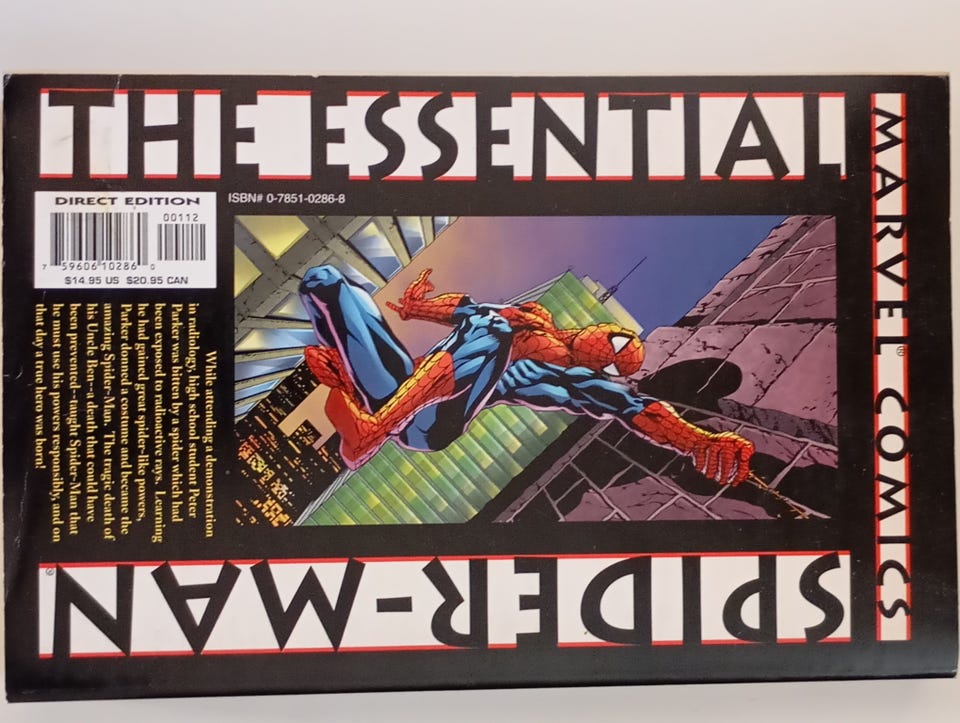 THE ESSENTIAL
MARVEL® COMICS
SPIDER-MAN®
DIRECT EDITION
00112
7 59606 10286 0
$14.95 US $20.95 CAN
ISBN# 0-7851-0286-8
While attending a demonstration
in radiology, high school student Peter
Parker was bitten by a spider which had
been exposed to radioactive rays. Learning
he had gained great spider-like powers,
Parker donned a costume and became the
amazing Spider-Man. The tragic death of
his Uncle Ben--a death that could have
been prevented--taught Spider-Man that
he must use his powers responsibly, and on
that day a true hero was born!